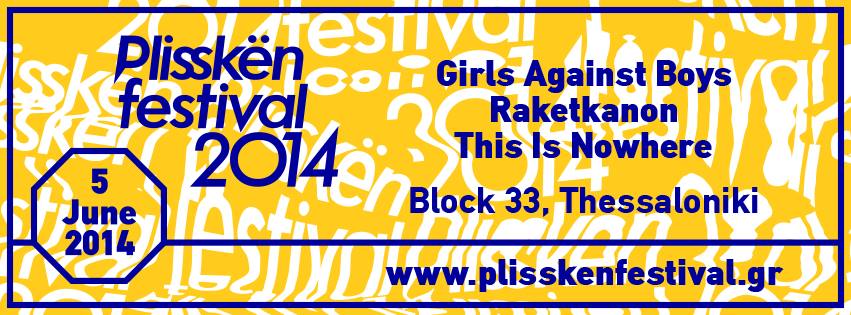 Plisskën
festival
2014
5
June
2014
Girls Against Boys
Raketkanon
This Is Nowhere
Block 33, Thessaloniki
www.plisskenfestival.gr